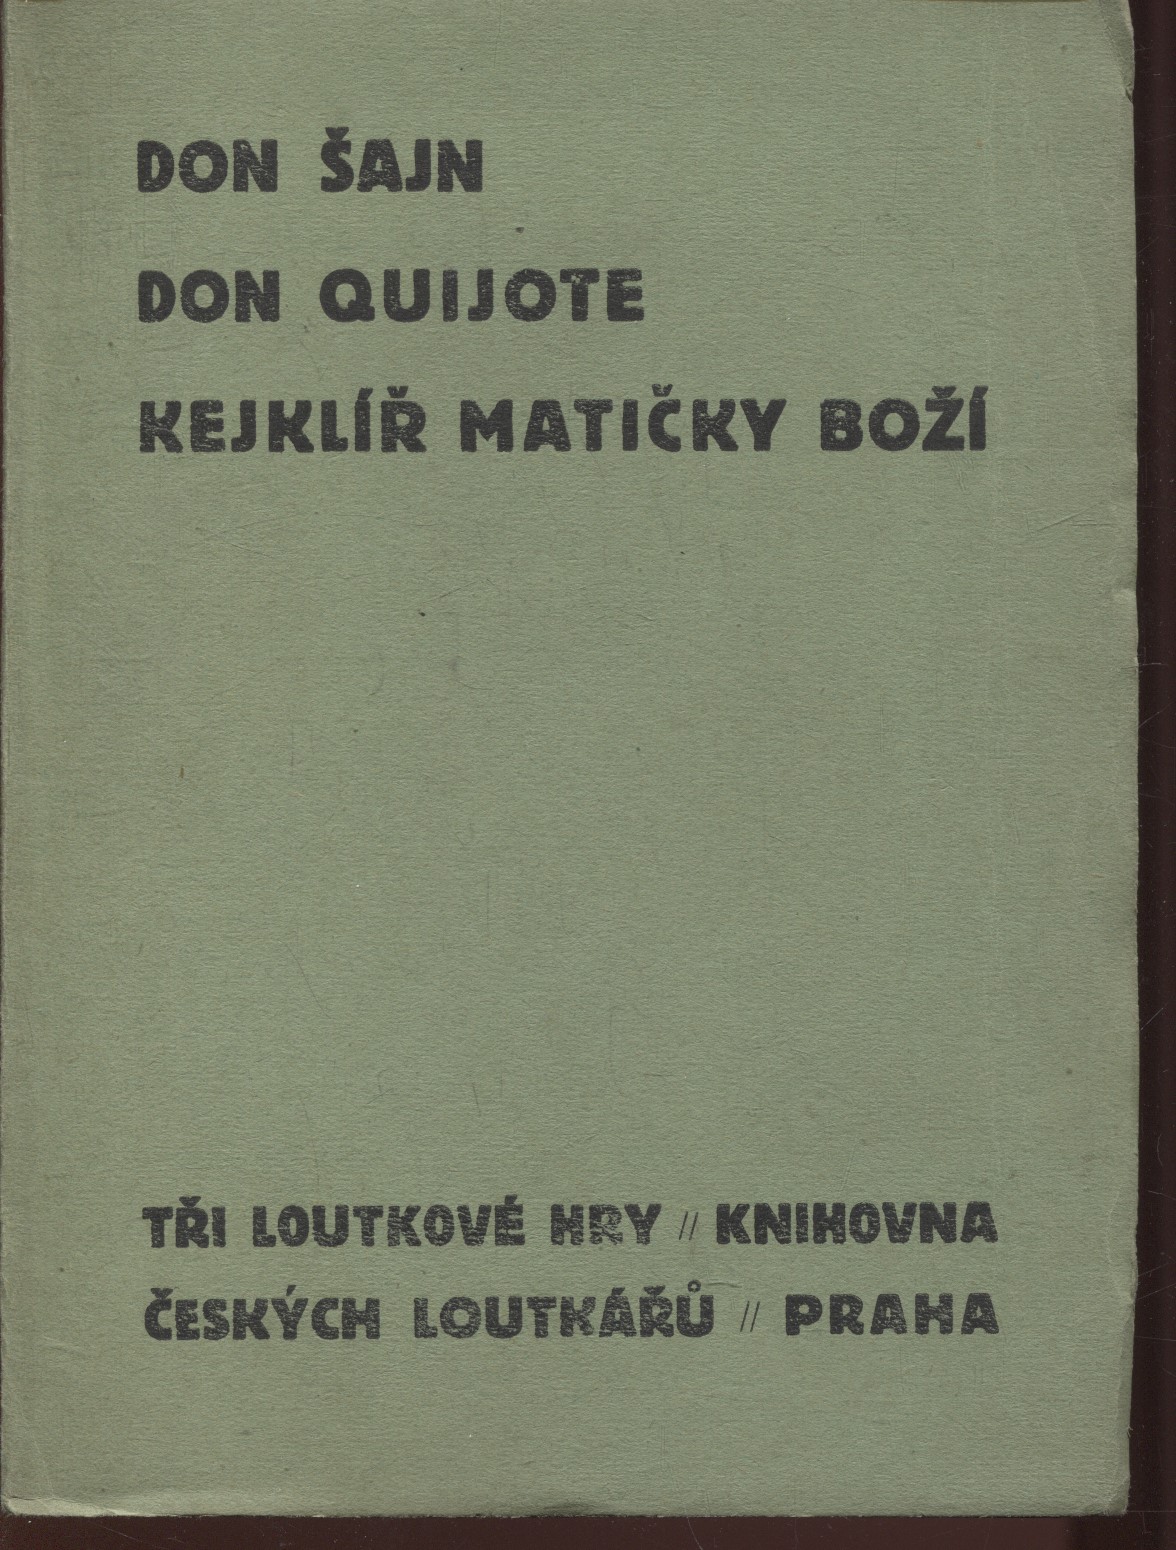 DON ŠAJN
DON QUIJOTE
KEJKLÍŘ MATIČKY BOŽÍ
TŘI LOUTKOVÉ HRY // KNIHOVNA
ČESKÝCH LOUTKÁŘŮ // PRAHA